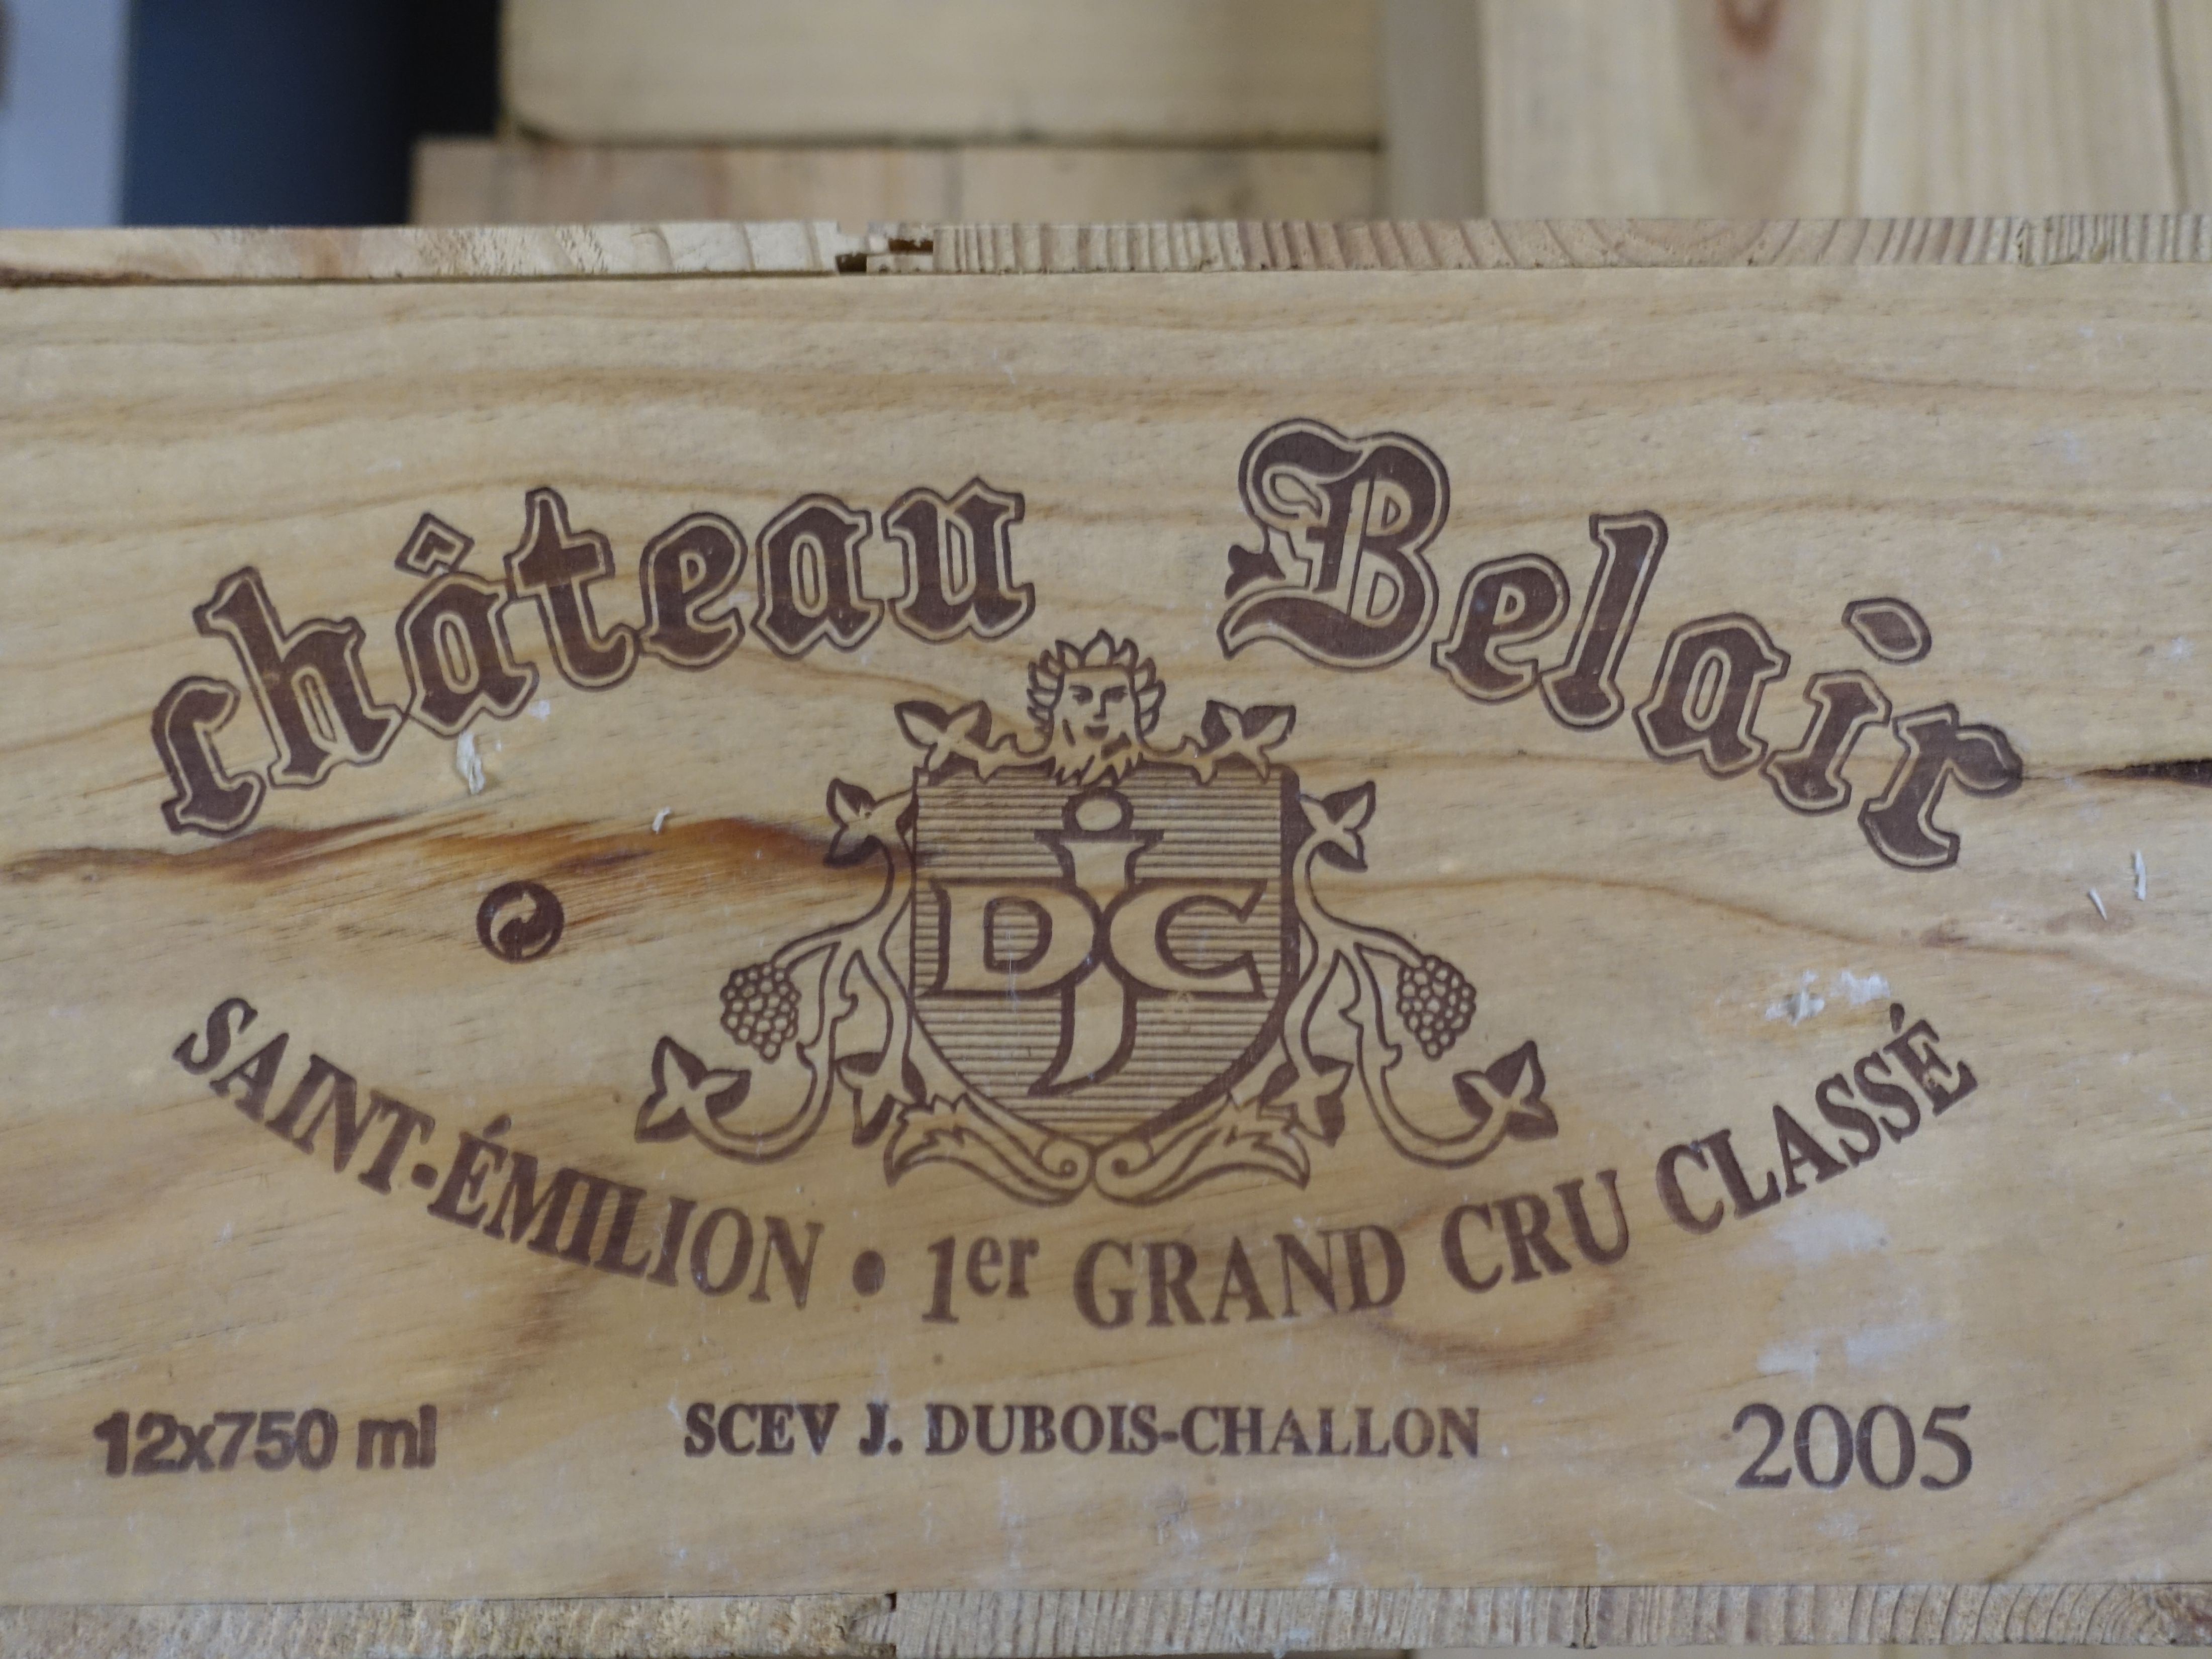 château Belair
DJC
SAINT-ÉMILION • 1er GRAND CRU CLASSÉ
12x750 ml SCEV J. DUBOIS-CHALLON 2005